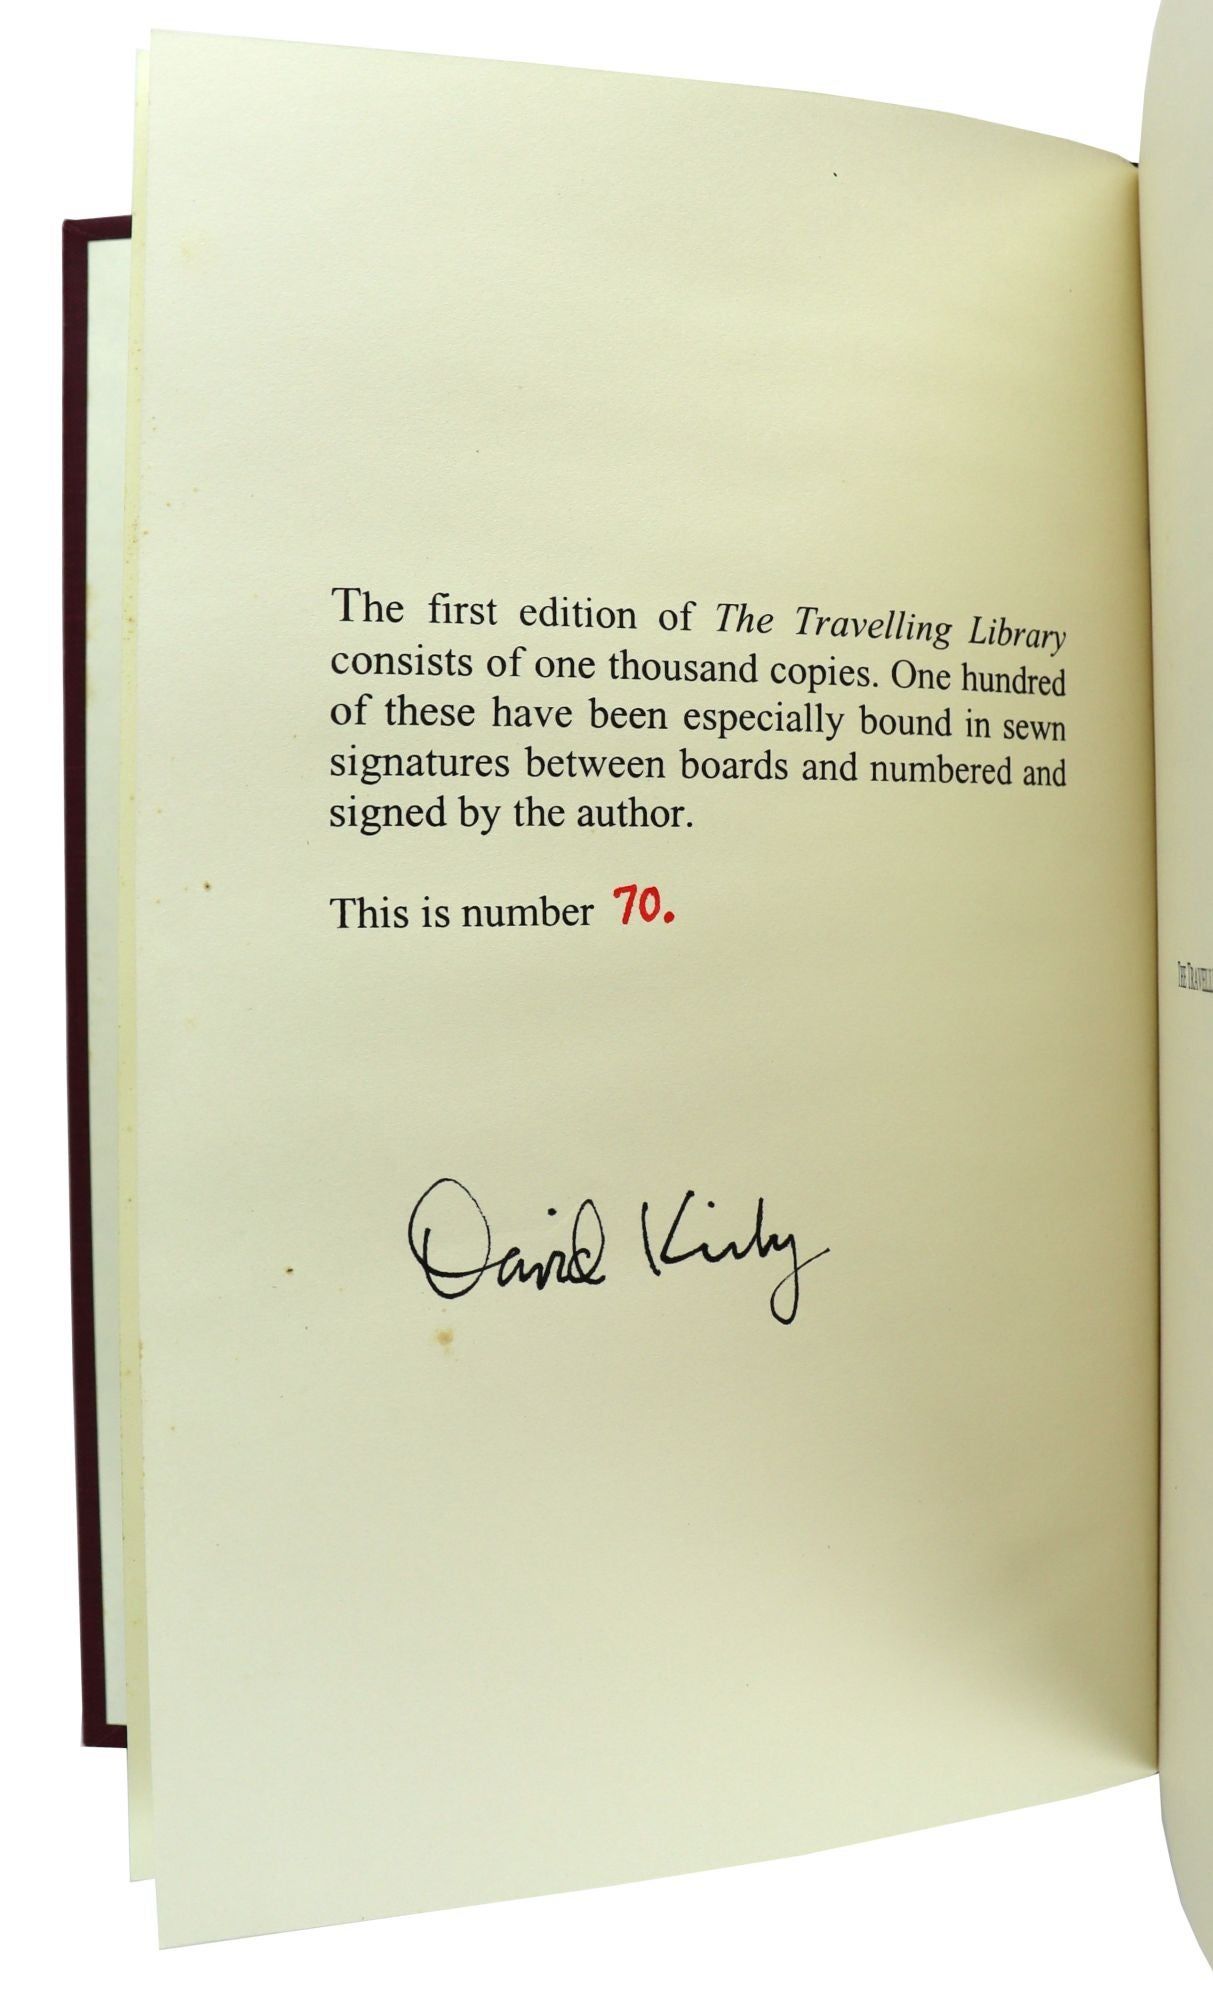 The first edition of The Travelling Library
consists of one thousand copies. One hundred
of these have been especially bound in sewn
signatures between boards and numbered and
signed by the author.
This is number 70.
David Kirby
THE